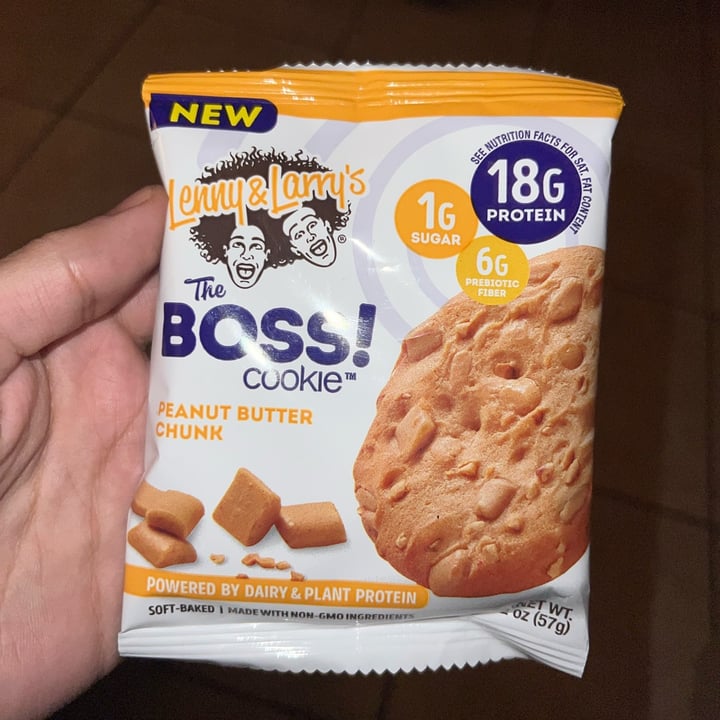 NEW
Lenny & Larry's
®
The
BOSS!
cookie™
PEANUT BUTTER
CHUNK
1G
SUGAR
18G
PROTEIN
SEE NUTRITION FACTS FOR SAT. FAT CONTENT
6G
PREBIOTIC
FIBER
POWERED BY DAIRY & PLANT PROTEIN
SOFT-BAKED | MADE WITH NON-GMO INGREDIENTS
NET WT.
OZ (57g)